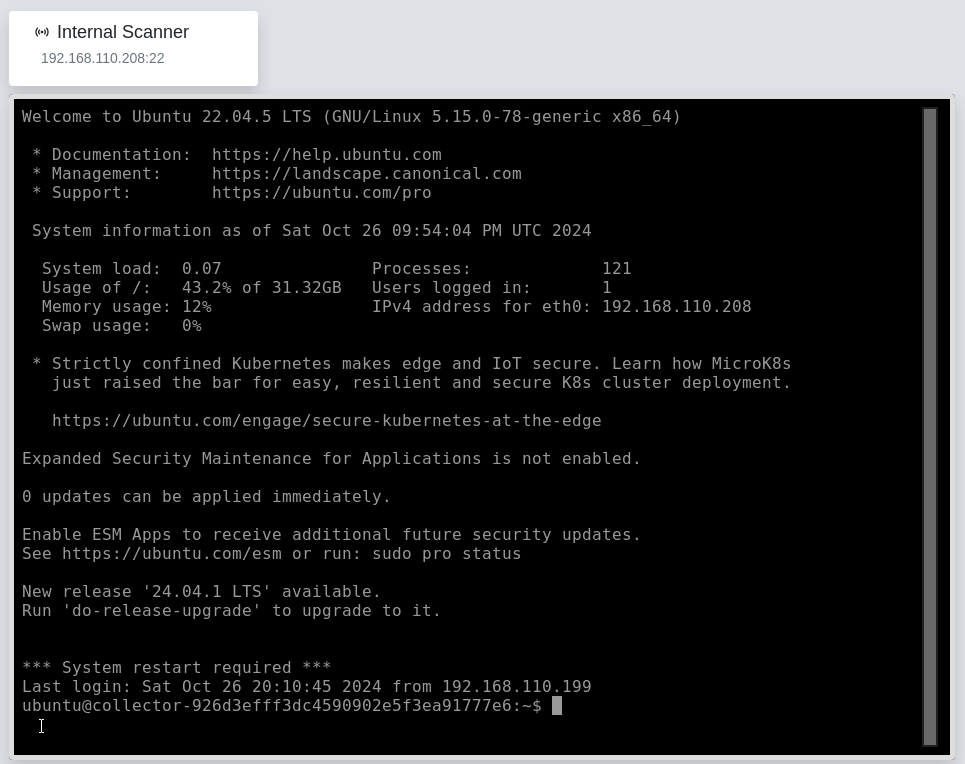 Internal Scanner
192.168.110.208:22
Welcome to Ubuntu 22.04.5 LTS (GNU/Linux 5.15.0-78-generic x86_64)
* Documentation:  https://help.ubuntu.com
* Management:     https://landscape.canonical.com
* Support:        https://ubuntu.com/pro
System information as of Sat Oct 26 09:54:04 PM UTC 2024
System load:  0.07               Processes:             121
Usage of /:   43.2% of 31.32GB   Users logged in:       1
Memory usage: 12%                IPv4 address for eth0: 192.168.110.208
Swap usage:   0%
* Strictly confined Kubernetes makes edge and IoT secure. Learn how MicroK8s
just raised the bar for easy, resilient and secure K8s cluster deployment.
https://ubuntu.com/engage/secure-kubernetes-at-the-edge
Expanded Security Maintenance for Applications is not enabled.
0 updates can be applied immediately.
Enable ESM Apps to receive additional future security updates.
See https://ubuntu.com/esm or run: sudo pro status
New release '24.04.1 LTS' available.
Run 'do-release-upgrade' to upgrade to it.
*** System restart required ***
Last login: Sat Oct 26 20:10:45 2024 from 192.168.110.199
ubuntu@collector-926d3efff3dc4590902e5f3ea91777e6:~$